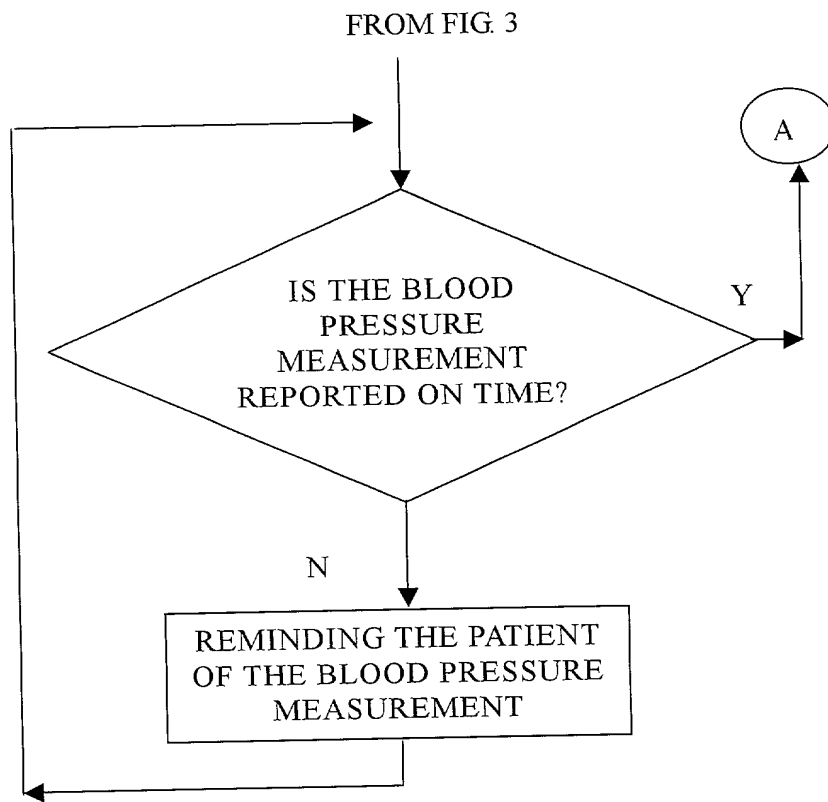 FROM FIG. 3
A
IS THE BLOOD
PRESSURE
MEASUREMENT
REPORTED ON TIME?
Y
N
REMINDING THE PATIENT
OF THE BLOOD PRESSURE
MEASUREMENT